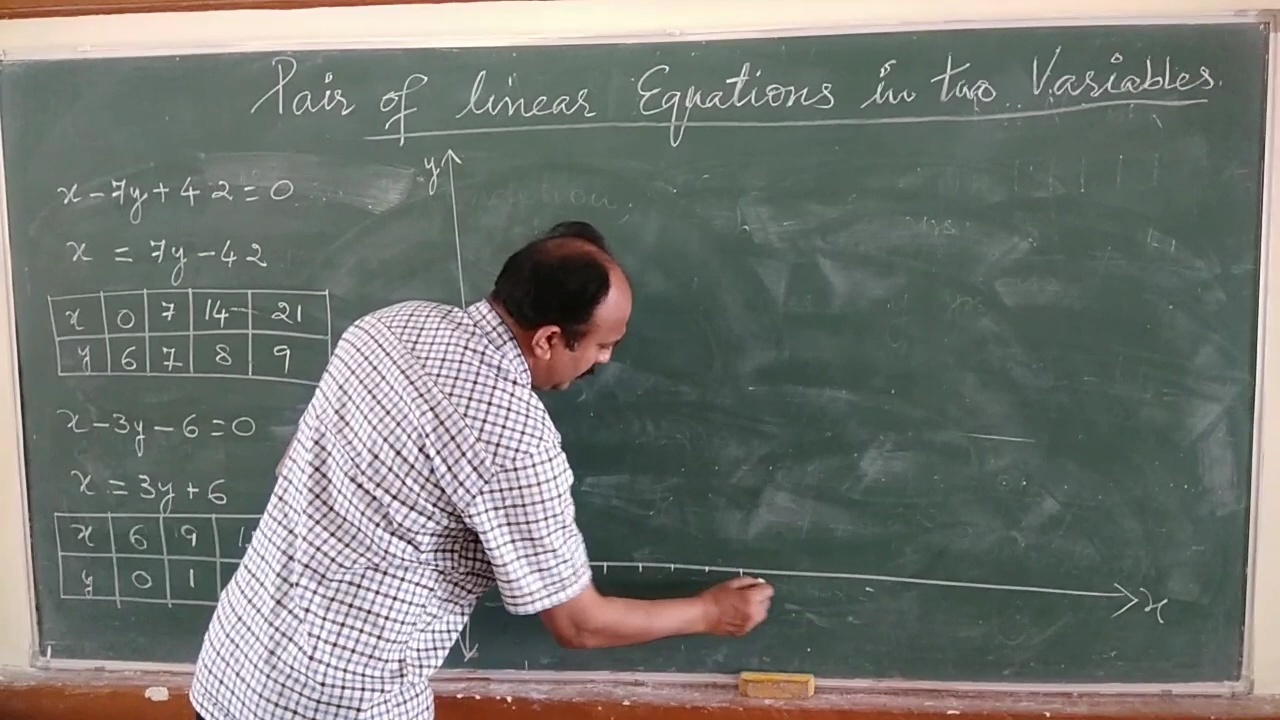 Pair of linear Equations in two Variables.
y
x-7y+42=0
x = 7y-42
x 0 7 14 21
y 6 7 8 9
x-3y-6=0
x = 3y+6
x 6 9
y 0 1
x